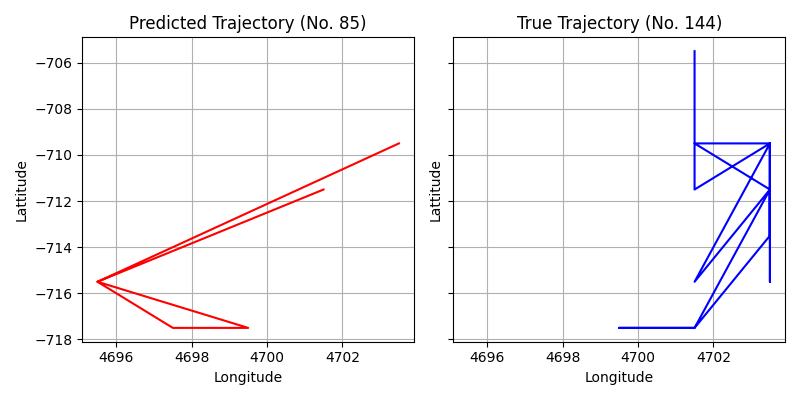 Predicted Trajectory (No. 85)
True Trajectory (No. 144)
−706
−708
−710
−712
−714
−716
−718
Lattitude
Lattitude
4696 4698 4700 4702
4696 4698 4700 4702
Longitude
Longitude